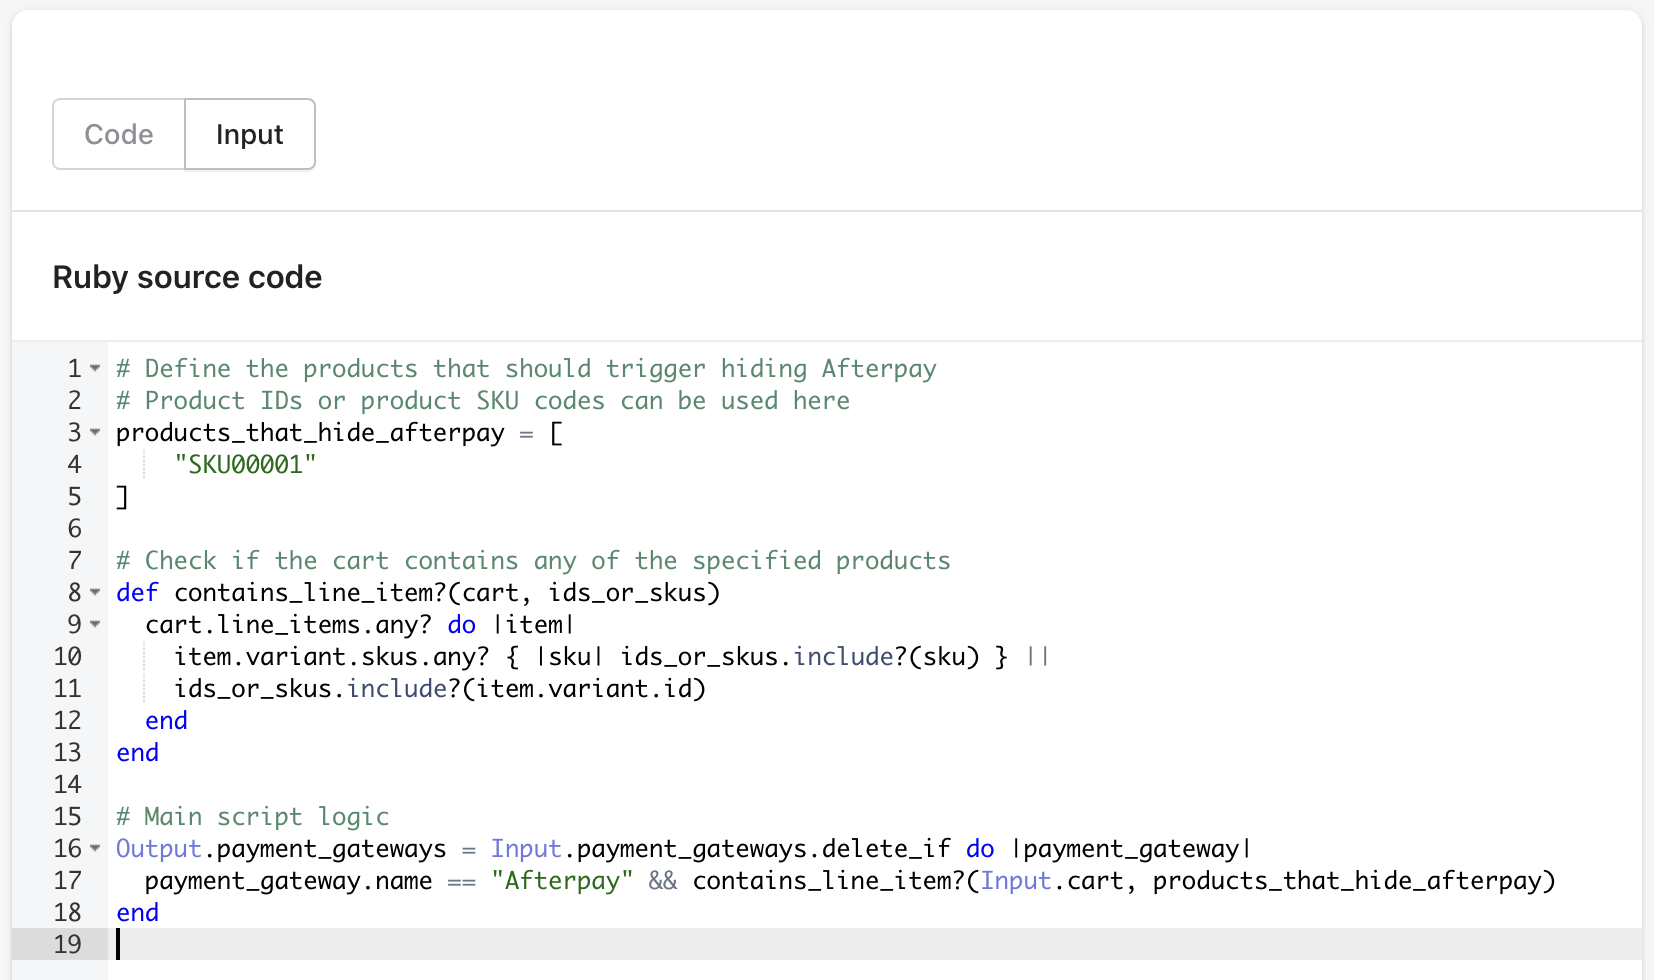 Code Input
Ruby source code
1 # Define the products that should trigger hiding Afterpay
2 # Product IDs or product SKU codes can be used here
3 products_that_hide_afterpay = [
4     "SKU00001"
5 ]
6
7 # Check if the cart contains any of the specified products
8 def contains_line_item?(cart, ids_or_skus)
9   cart.line_items.any? do |item|
10     item.variant.skus.any? { |sku| ids_or_skus.include?(sku) } ||
11     ids_or_skus.include?(item.variant.id)
12   end
13 end
14
15 # Main script logic
16 Output.payment_gateways = Input.payment_gateways.delete_if do |payment_gateway|
17   payment_gateway.name == "Afterpay" && contains_line_item?(Input.cart, products_that_hide_afterpay)
18 end
19